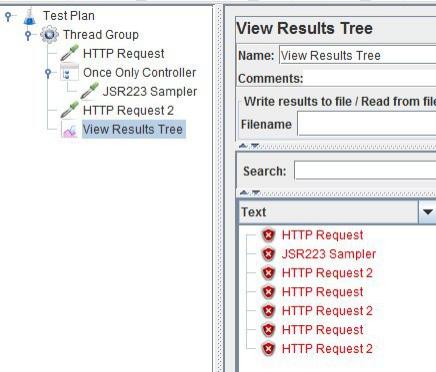 Test Plan
Thread Group
HTTP Request
Once Only Controller
JSR223 Sampler
HTTP Request 2
View Results Tree
View Results Tree
Name: View Results Tree
Comments:
Write results to file / Read from file
Filename
Search:
Text
HTTP Request
JSR223 Sampler
HTTP Request 2
HTTP Request
HTTP Request 2
HTTP Request
HTTP Request 2